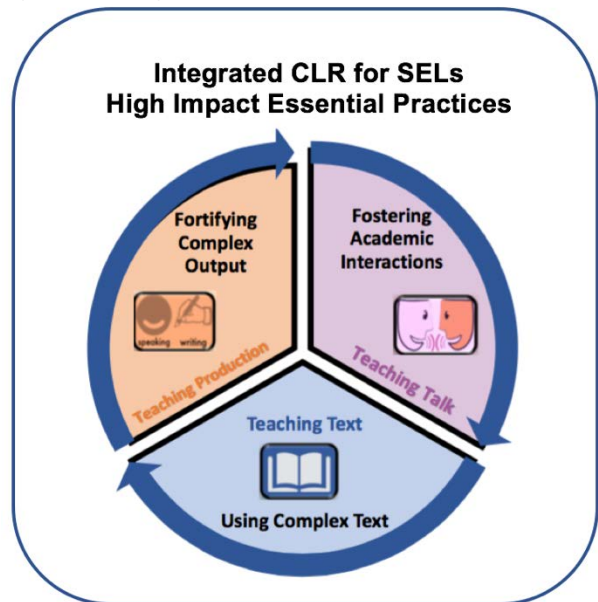 Integrated CLR for SELs
High Impact Essential Practices
Fortifying
Complex
Output
speaking writing
Teaching Production
Fostering
Academic
Interactions
Teaching Talk
Teaching Text
Using Complex Text